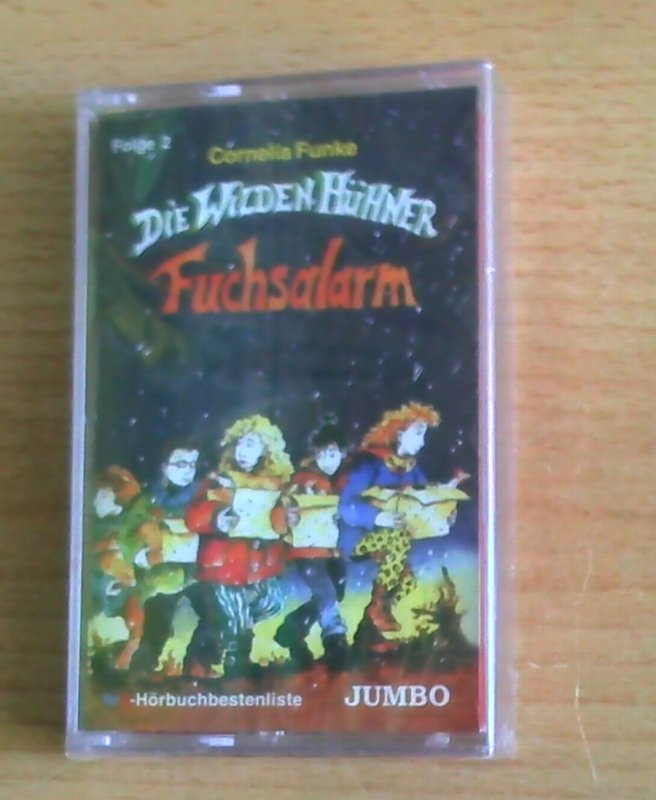 Folge 2
Cornelia Funke
DIE WILDEN HÜHNER
Fuchsalarm
-Hörbuchbestenliste
JUMBO